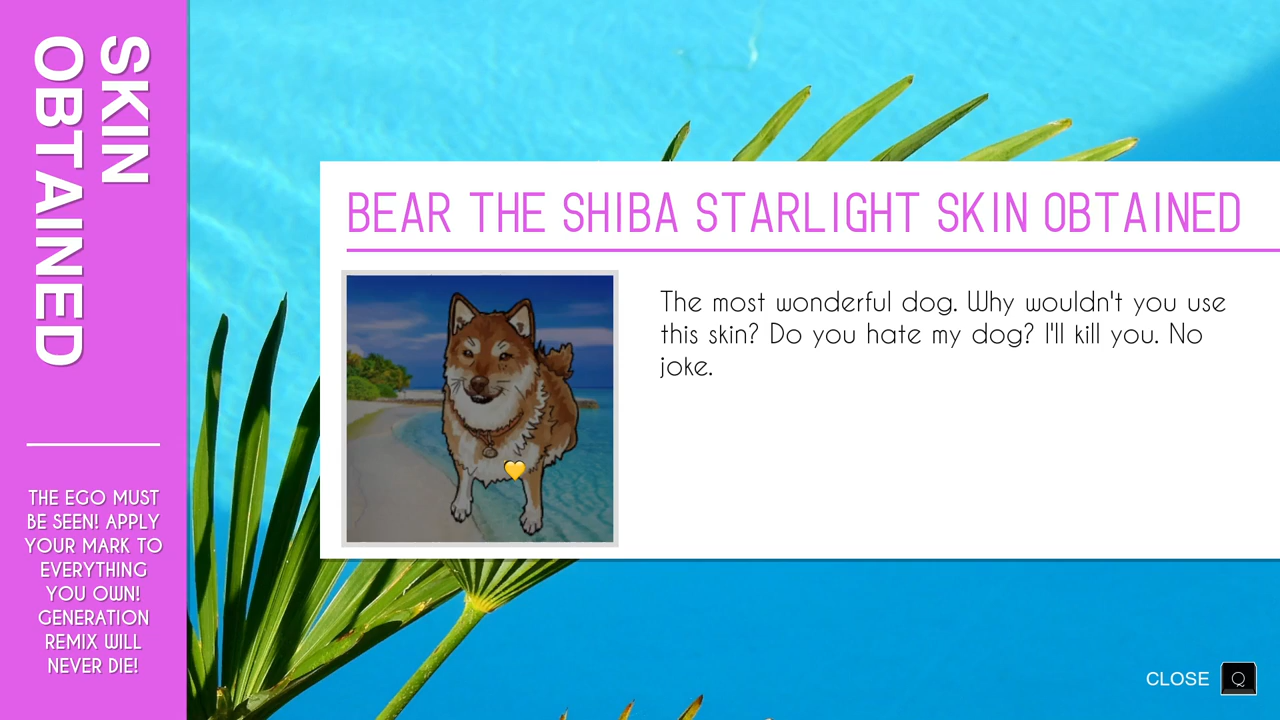 SKIN
OBTAINED
THE EGO MUST
BE SEEN! APPLY
YOUR MARK TO
EVERYTHING
YOU OWN!
GENERATION
REMIX WILL
NEVER DIE!
BEAR THE SHIBA STARLIGHT SKIN OBTAINED
The most wonderful dog. Why wouldn't you use
this skin? Do you hate my dog? I'll kill you. No
joke.
CLOSE Q